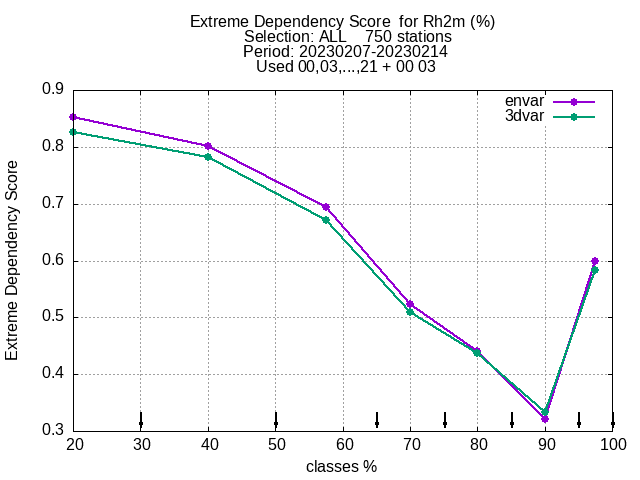 Extreme Dependency Score  for Rh2m (%)
Selection: ALL    750 stations
Period: 20230207-20230214
Used 00,03,...,21 + 00 03
envar
3dvar
0.9
0.8
0.7
0.6
0.5
0.4
0.3
Extreme Dependency Score
20 30 40 50 60 70 80 90 100
classes %